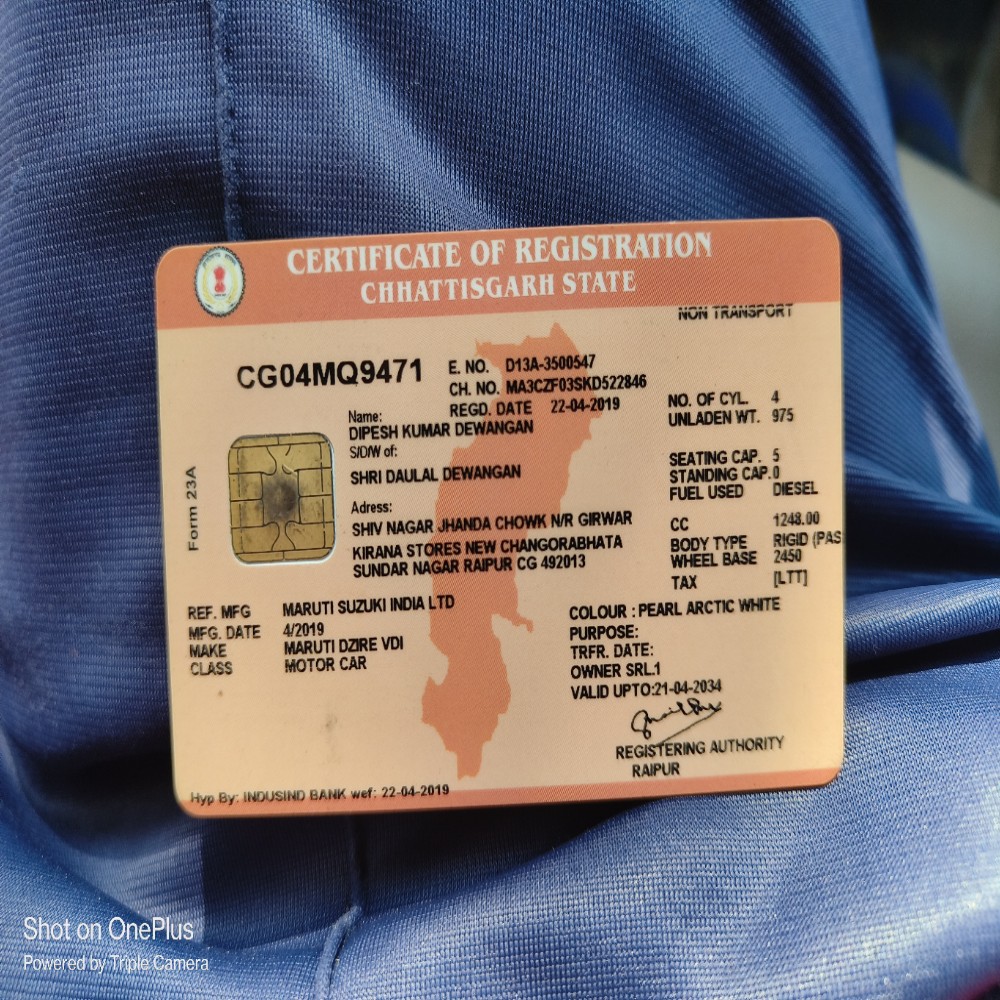 CERTIFICATE OF REGISTRATION
CHHATTISGARH STATE
NON TRANSPORT
CG04MQ9471
E. NO. D13A-3500547
CH. NO. MA3CZF03SKD522846
REGD. DATE 22-04-2019
NO. OF CYL. 4
UNLADEN WT. 975
Name:
DIPESH KUMAR DEWANGAN
S/D/W of:
SHRI DAULAL DEWANGAN
SEATING CAP. 5
STANDING CAP.0
FUEL USED DIESEL
Form 23A
Adress:
SHIV NAGAR JHANDA CHOWK N/R GIRWAR
KIRANA STORES NEW CHANGORABHATA
SUNDAR NAGAR RAIPUR CG 492013
CC 1248.00
BODY TYPE RIGID (PAS
WHEEL BASE 2450
TAX [LTT]
REF. MFG MARUTI SUZUKI INDIA LTD
MFG. DATE 4/2019
MAKE MARUTI DZIRE VDI
CLASS MOTOR CAR
COLOUR : PEARL ARCTIC WHITE
PURPOSE:
TRFR. DATE:
OWNER SRL.1
VALID UPTO:21-04-2034
REGISTERING AUTHORITY
RAIPUR
Hyp By: INDUSIND BANK wef: 22-04-2019
Shot on OnePlus
Powered by Triple Camera